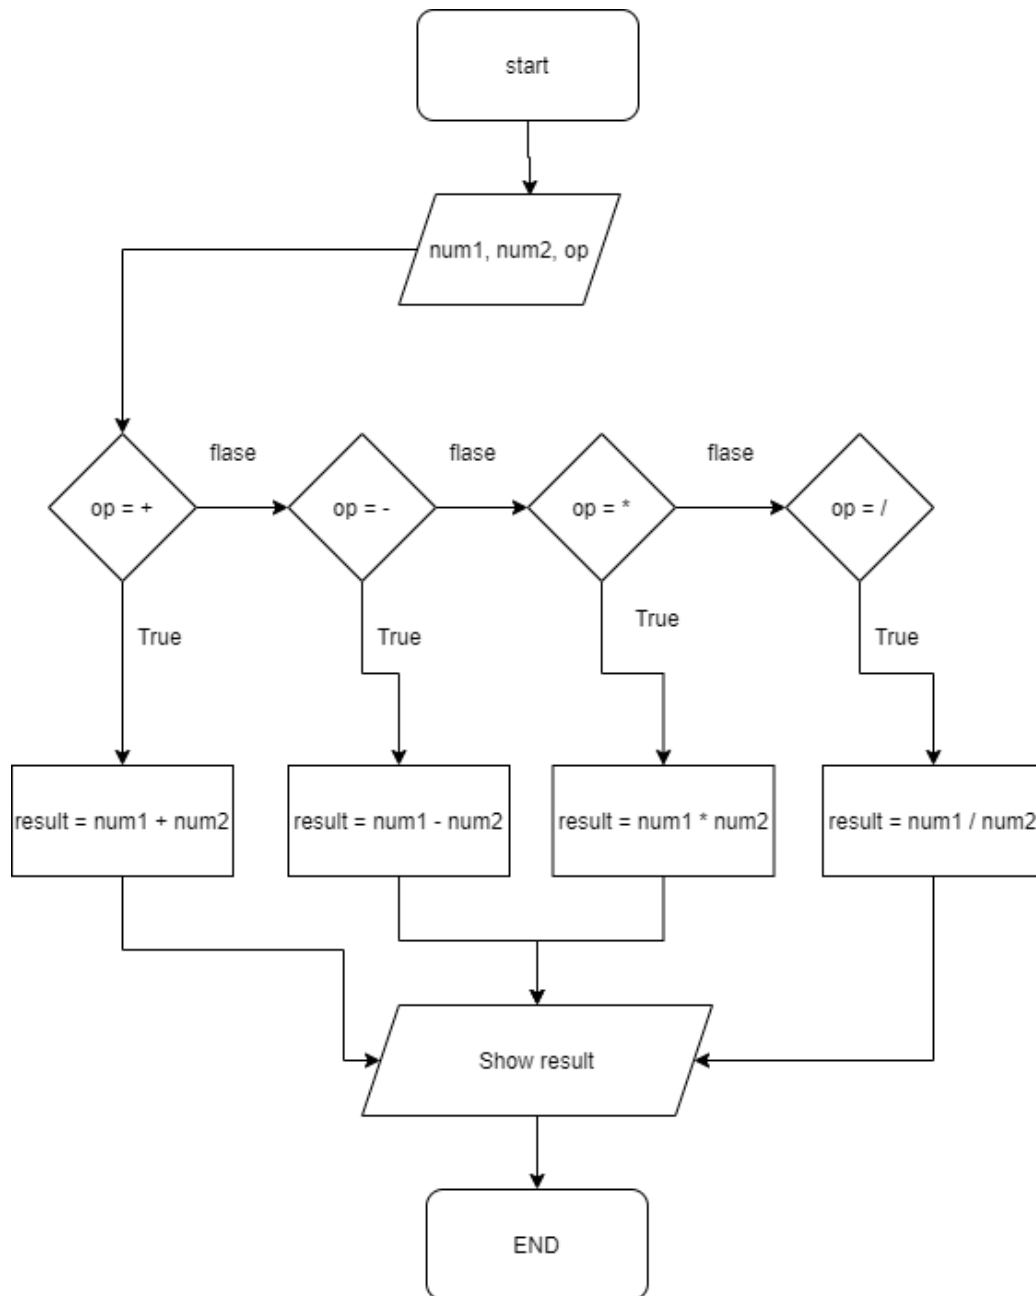 start
num1, num2, op
flase
flase
flase
op = +
op = -
op = *
op = /
True
True
True
True
result = num1 + num2
result = num1 - num2
result = num1 * num2
result = num1 / num2
Show result
END